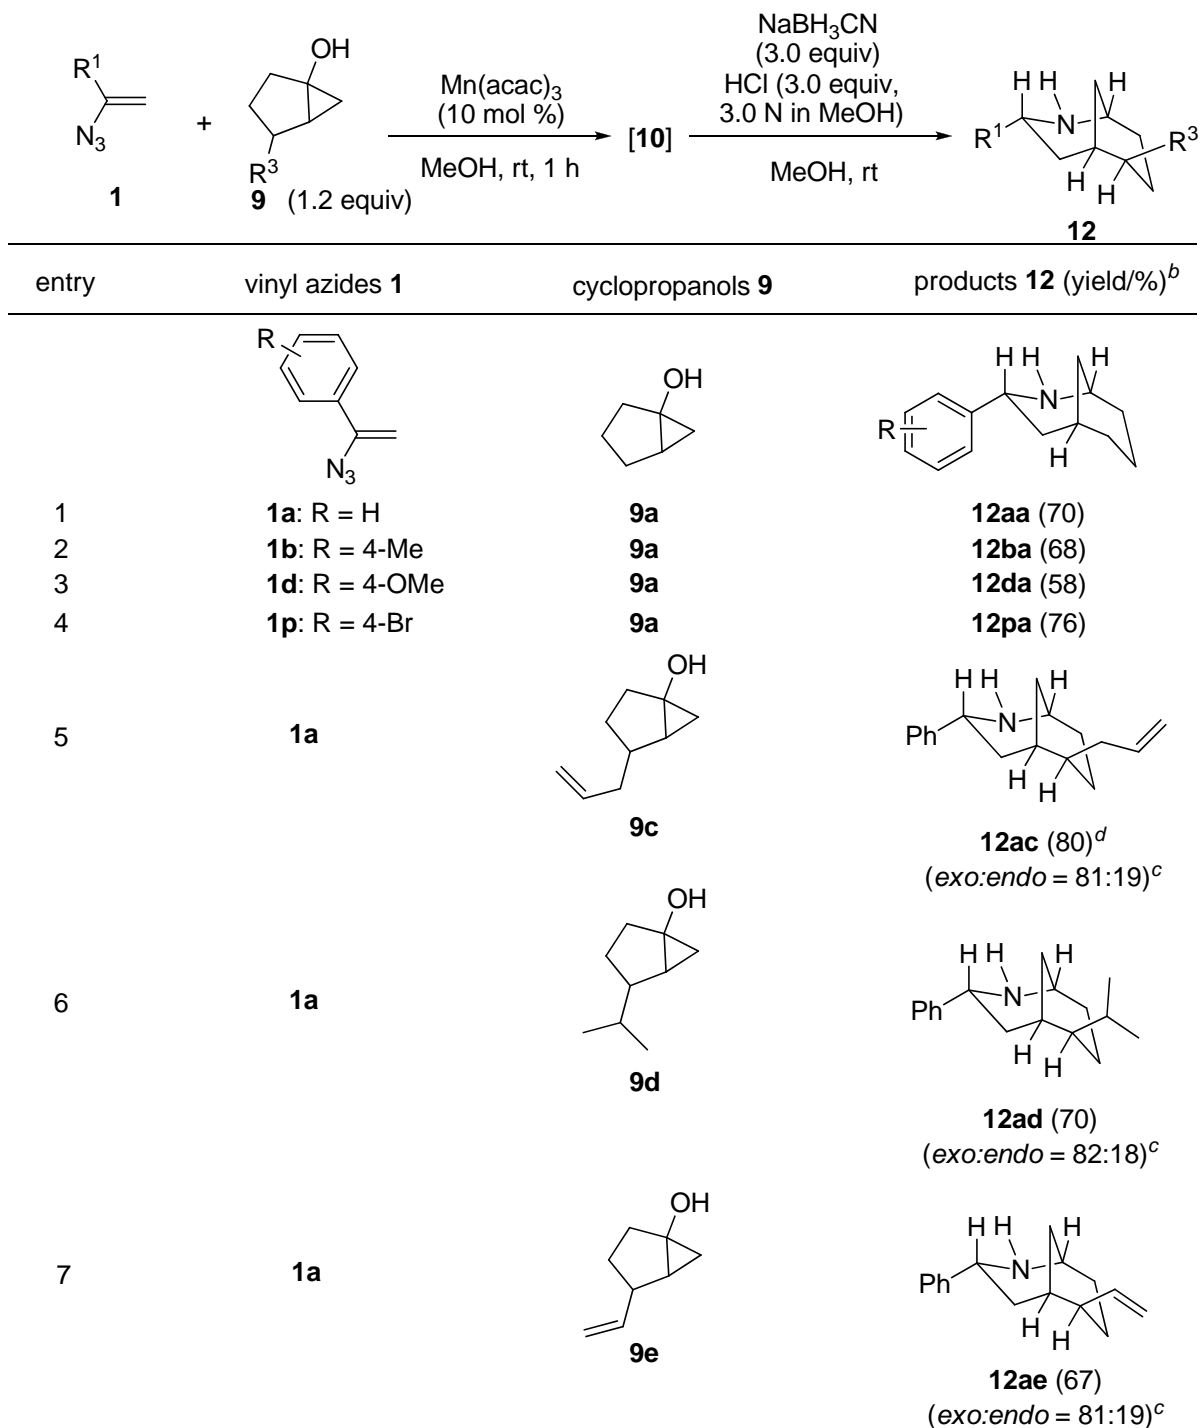 OH
R¹
N₃
1
+
R³
9 (1.2 equiv)
Mn(acac)₃
(10 mol %)
MeOH, rt, 1 h
[10]
NaBH₃CN
(3.0 equiv)
HCl (3.0 equiv,
3.0 N in MeOH)
MeOH, rt
H H H
N
R¹ R³
H H
12
entry vinyl azides 1 cyclopropanols 9 products 12 (yield/%)ᵇ
R
N₃
OH
H H H
N
R
H
1 1a: R = H 9a 12aa (70)
2 1b: R = 4-Me 9a 12ba (68)
3 1d: R = 4-OMe 9a 12da (58)
4 1p: R = 4-Br 9a 12pa (76)
OH
H H H
N
5 1a
Ph
H H
9c
12ac (80)ᵈ
(exo:endo = 81:19)ᶜ
OH
H H H
N
6 1a
Ph
H H
9d
12ad (70)
(exo:endo = 82:18)ᶜ
OH
H H H
N
7 1a
Ph
H H
9e
12ae (67)
(exo:endo = 81:19)ᶜ